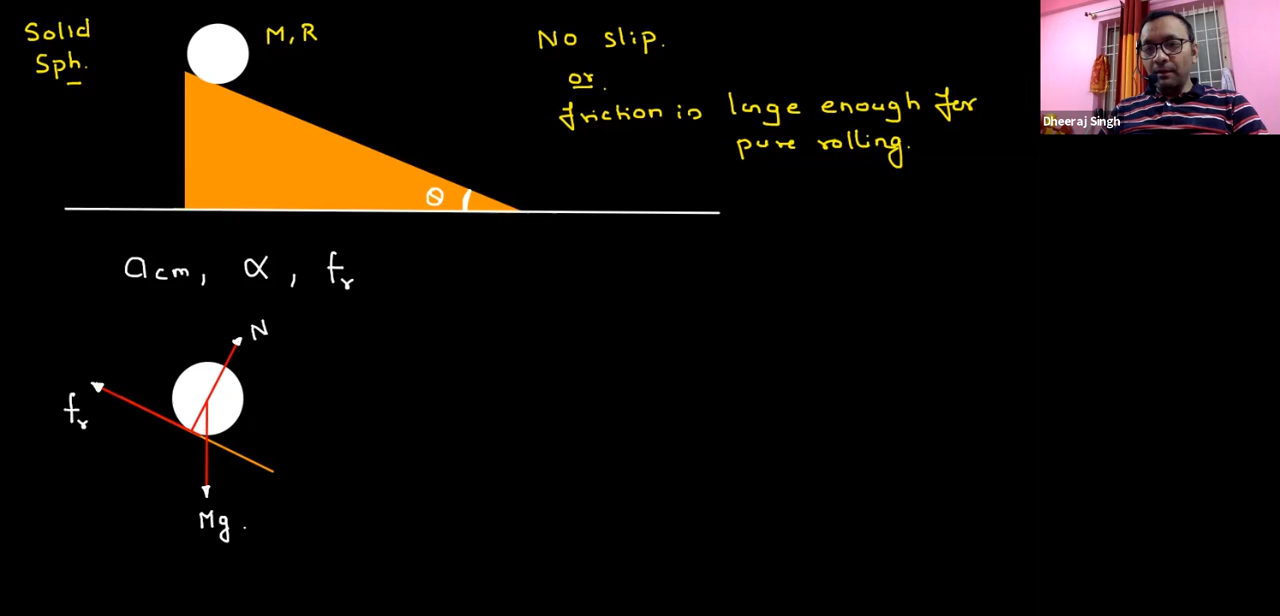 Solid
Sph.
M, R
No slip.
or.
friction is large enough for
pure rolling.
Dheeraj Singh
θ
acm, α, fr
N
fr
Mg.